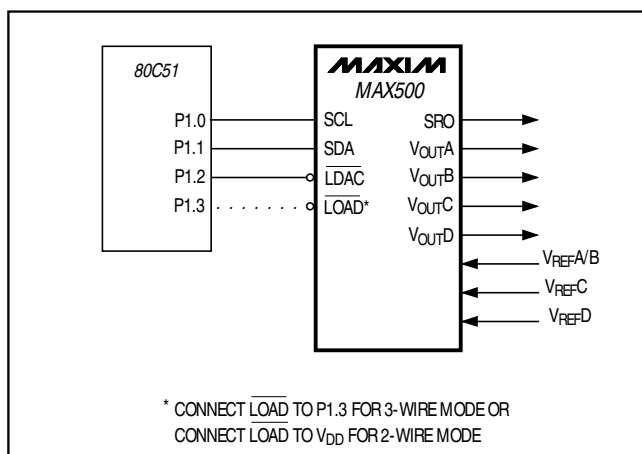 80C51
MAXIM
MAX500
P1.0
P1.1
P1.2
P1.3
SCL
SDA
LDAC
LOAD*
SRO
VOUTA
VOUTB
VOUTC
VOUTD
VREFA/B
VREFC
VREFD
* CONNECT LOAD TO P1.3 FOR 3-WIRE MODE OR
CONNECT LOAD TO VDD FOR 2-WIRE MODE